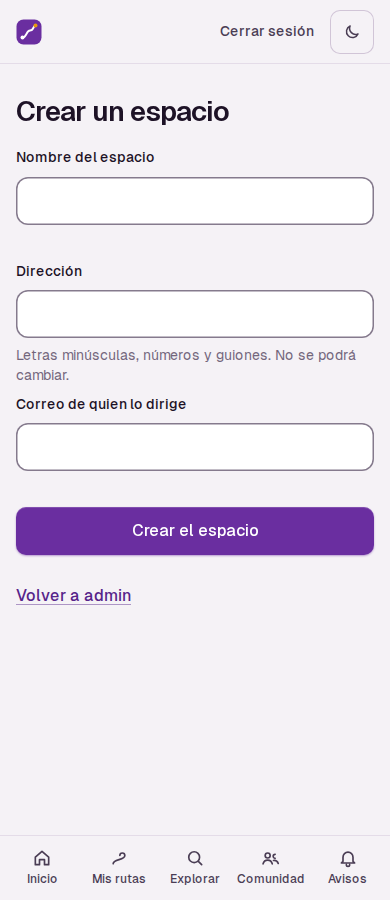 Cerrar sesión
Crear un espacio
Nombre del espacio
Dirección
Letras minúsculas, números y guiones. No se podrá
cambiar.
Correo de quien lo dirige
Crear el espacio
Volver a admin
Inicio
Mis rutas
Explorar
Comunidad
Avisos